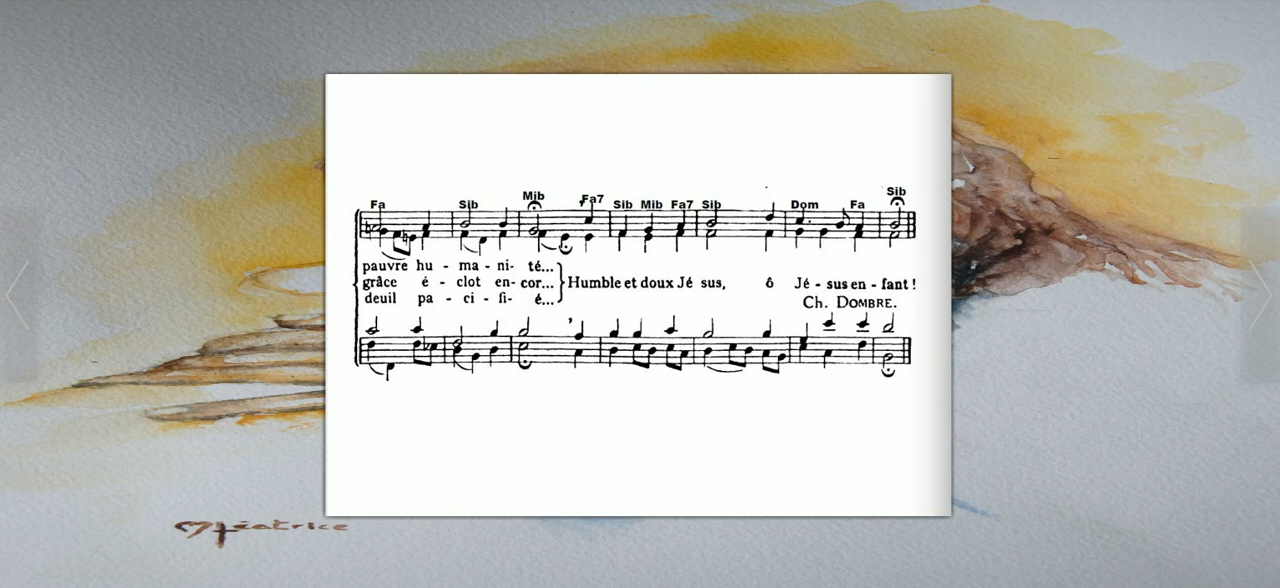 Fa Sib Mib Fa7 Sib Mib Fa7 Sib Dom Fa Sib
pauvre hu - ma - ni - té...
grâce é - clot en- cor... Humble et doux Jé sus, ô Jé - sus en - fant !
deuil pa - ci - fi- é...
Ch. DOMBRE.